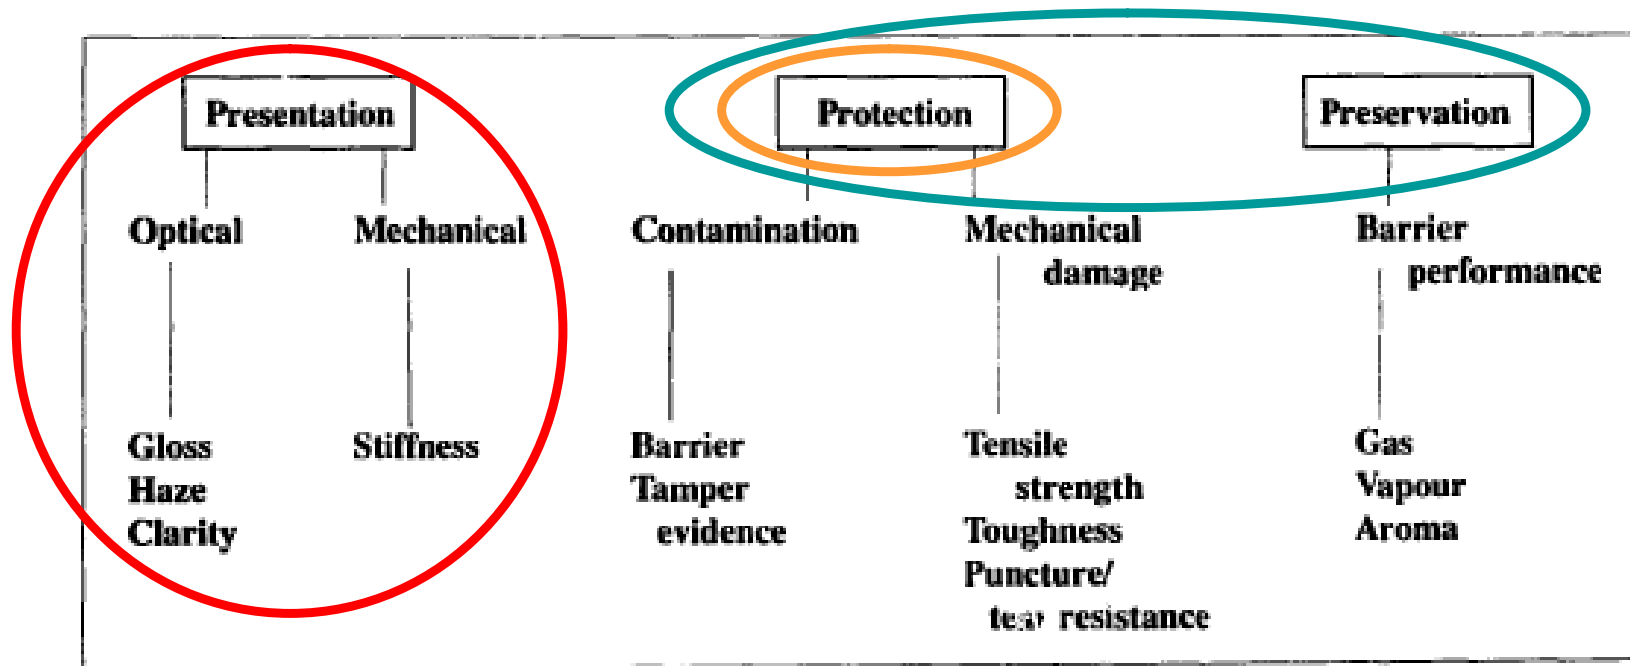 Presentation Protection Preservation
Optical Mechanical Contamination Mechanical damage Barrier performance
Gloss Stiffness Barrier Tensile strength Gas
Haze Tamper evidence Toughness Vapour
Clarity Puncture/ resistance Aroma